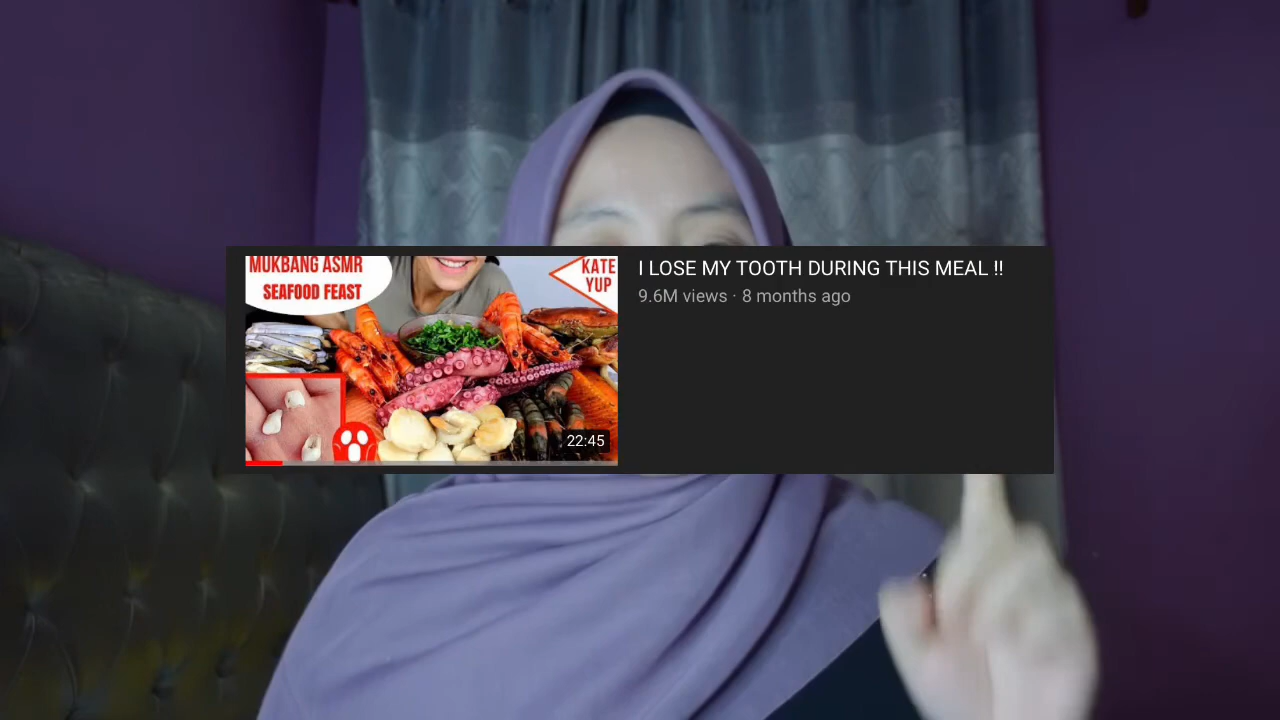 MUKBANG ASMR
SEAFOOD FEAST
KATE
YUP
22:45
I LOSE MY TOOTH DURING THIS MEAL !!
9.6M views · 8 months ago